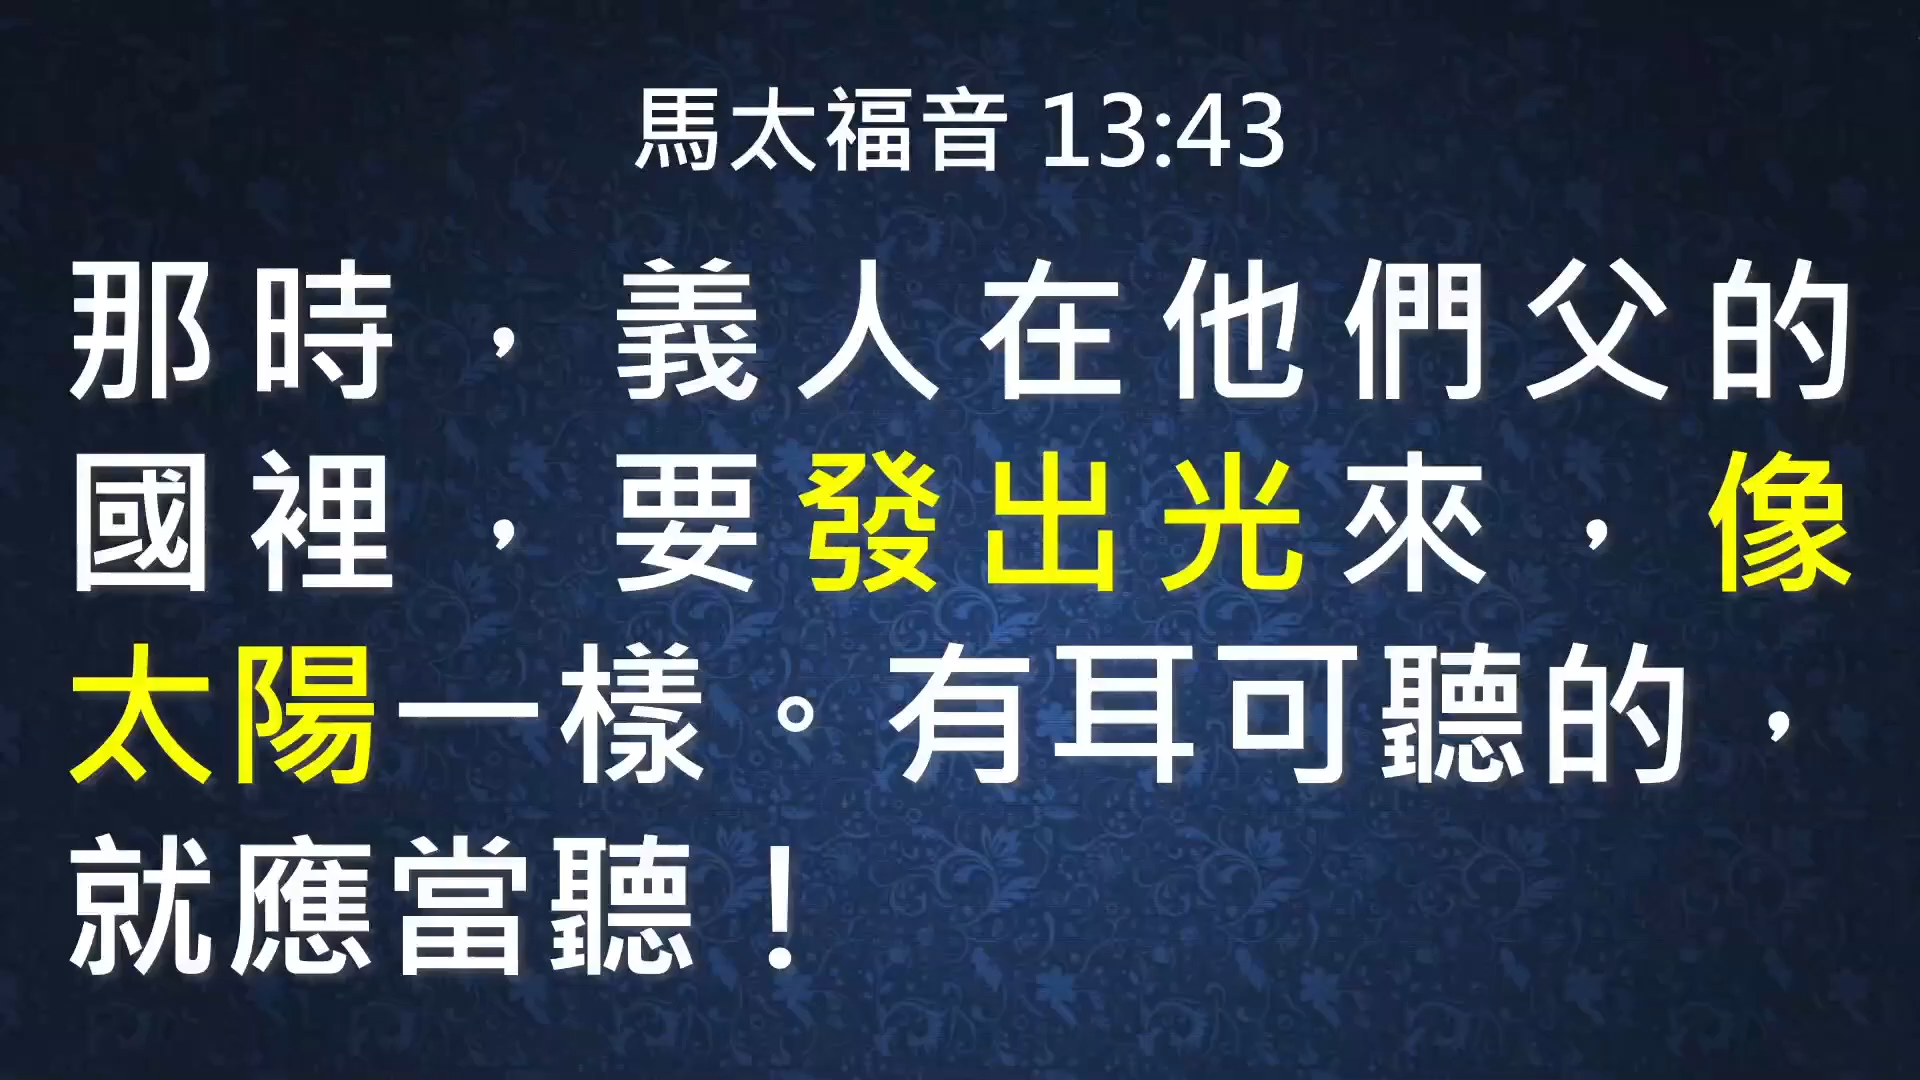 馬太福音 13:43
那時，義人在他們父的
國裡，要發出光來，像
太陽一樣。有耳可聽的，
就應當聽！